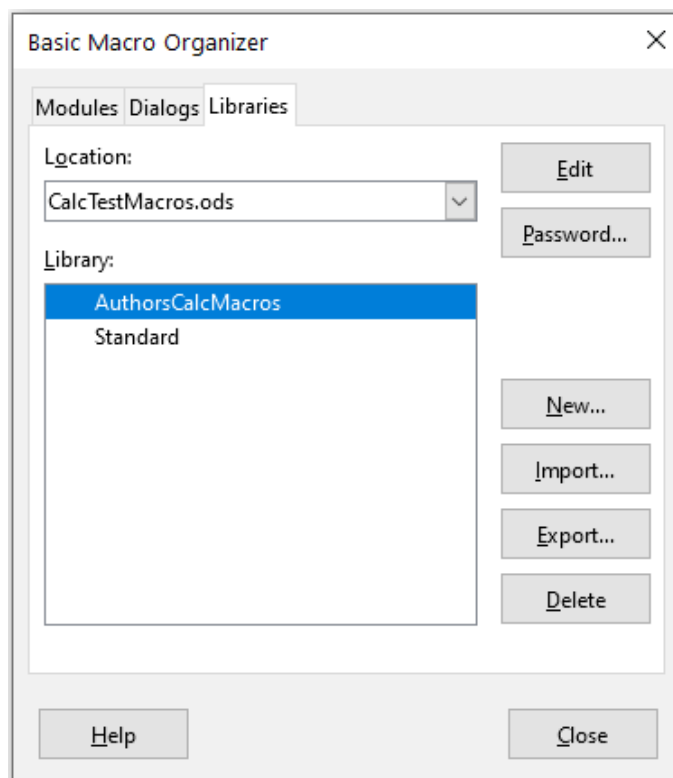 Basic Macro Organizer
Modules Dialogs Libraries
Location:
Edit
CalcTestMacros.ods
Password...
Library:
AuthorsCalcMacros
Standard
New...
Import...
Export...
Delete
Help
Close